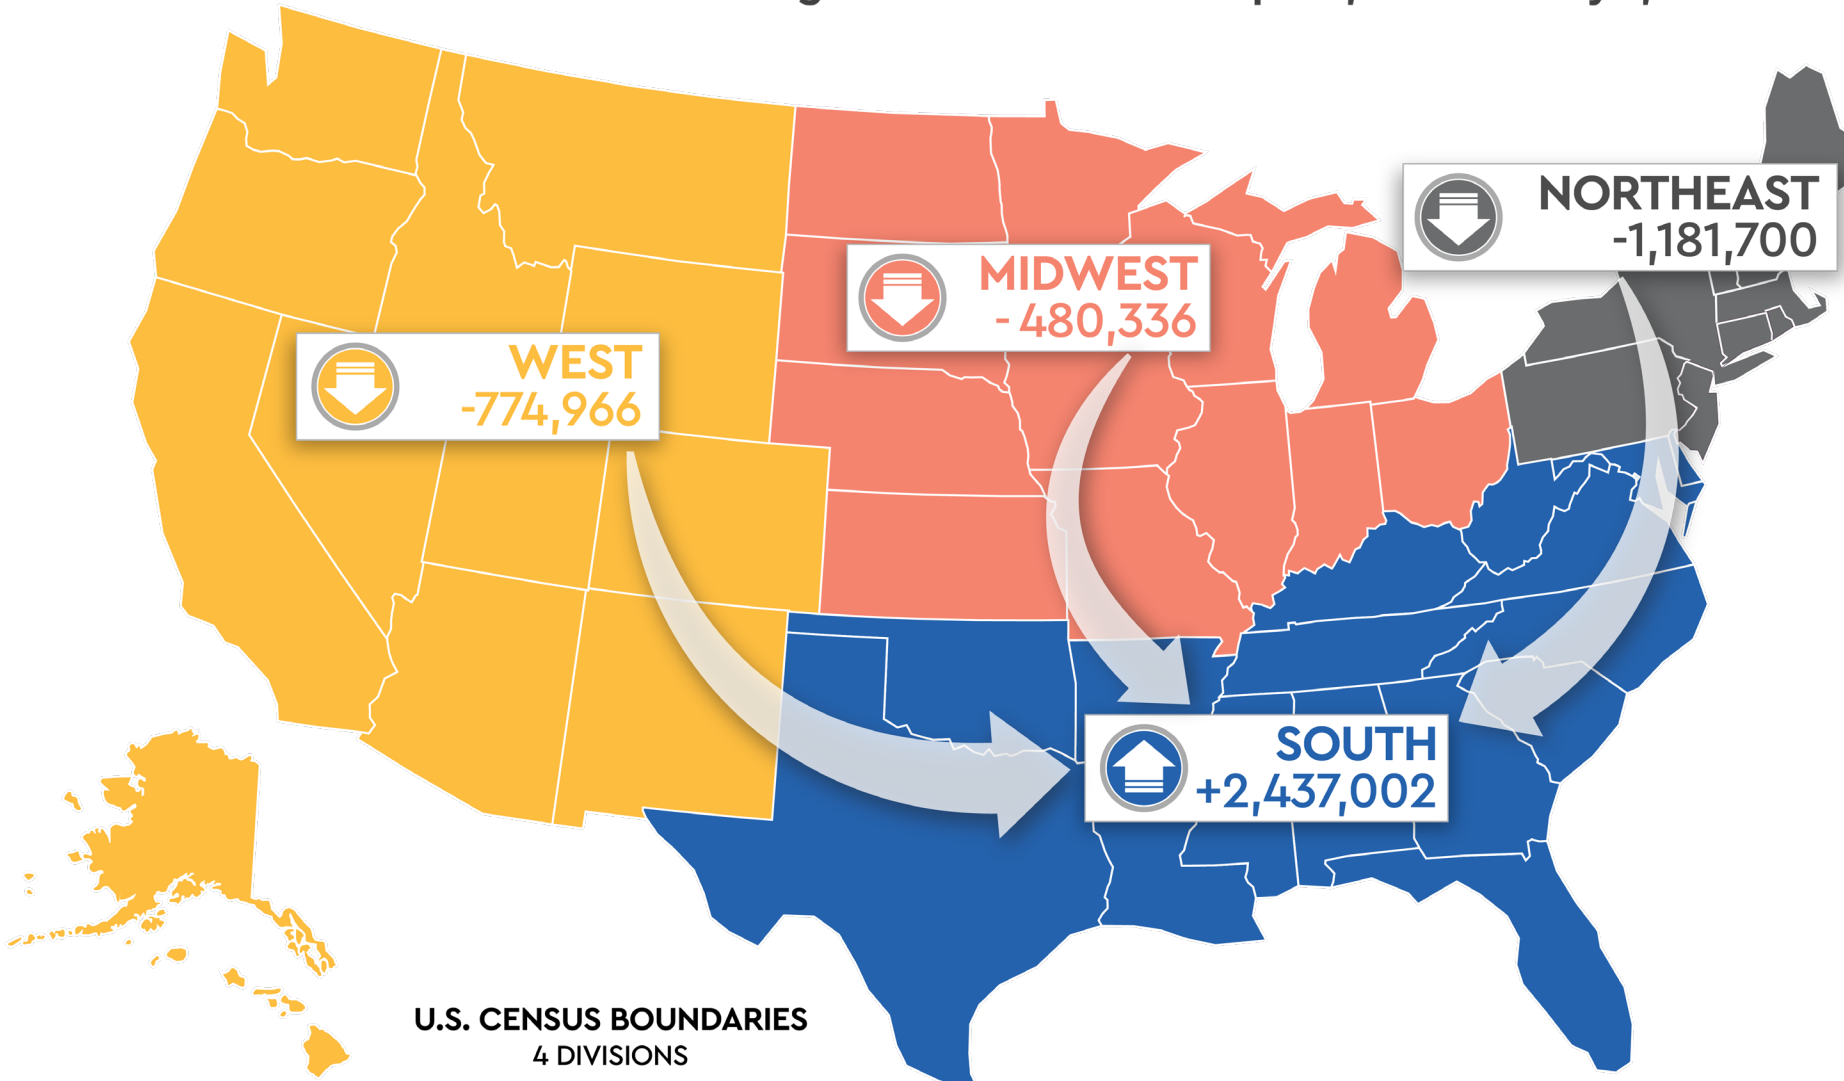 NORTHEAST
-1,181,700
MIDWEST
- 480,336
WEST
-774,966
SOUTH
+2,437,002
U.S. CENSUS BOUNDARIES
4 DIVISIONS